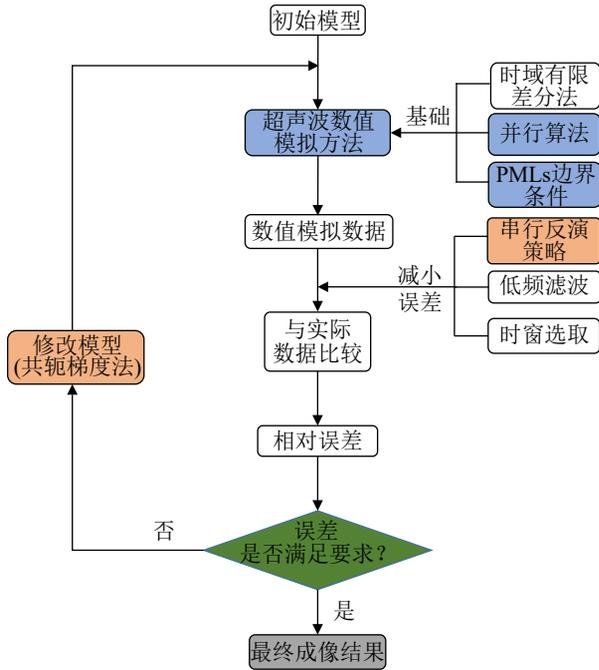 初始模型
时域有限
差分法
超声波数值
模拟方法
基础
并行算法
PMLs边界
条件
数值模拟数据
串行反演
策略
减小
误差
低频滤波
时窗选取
与实际
数据比较
修改模型
(共轭梯度法)
相对误差
误差
是否满足要求?
否
是
最终成像结果